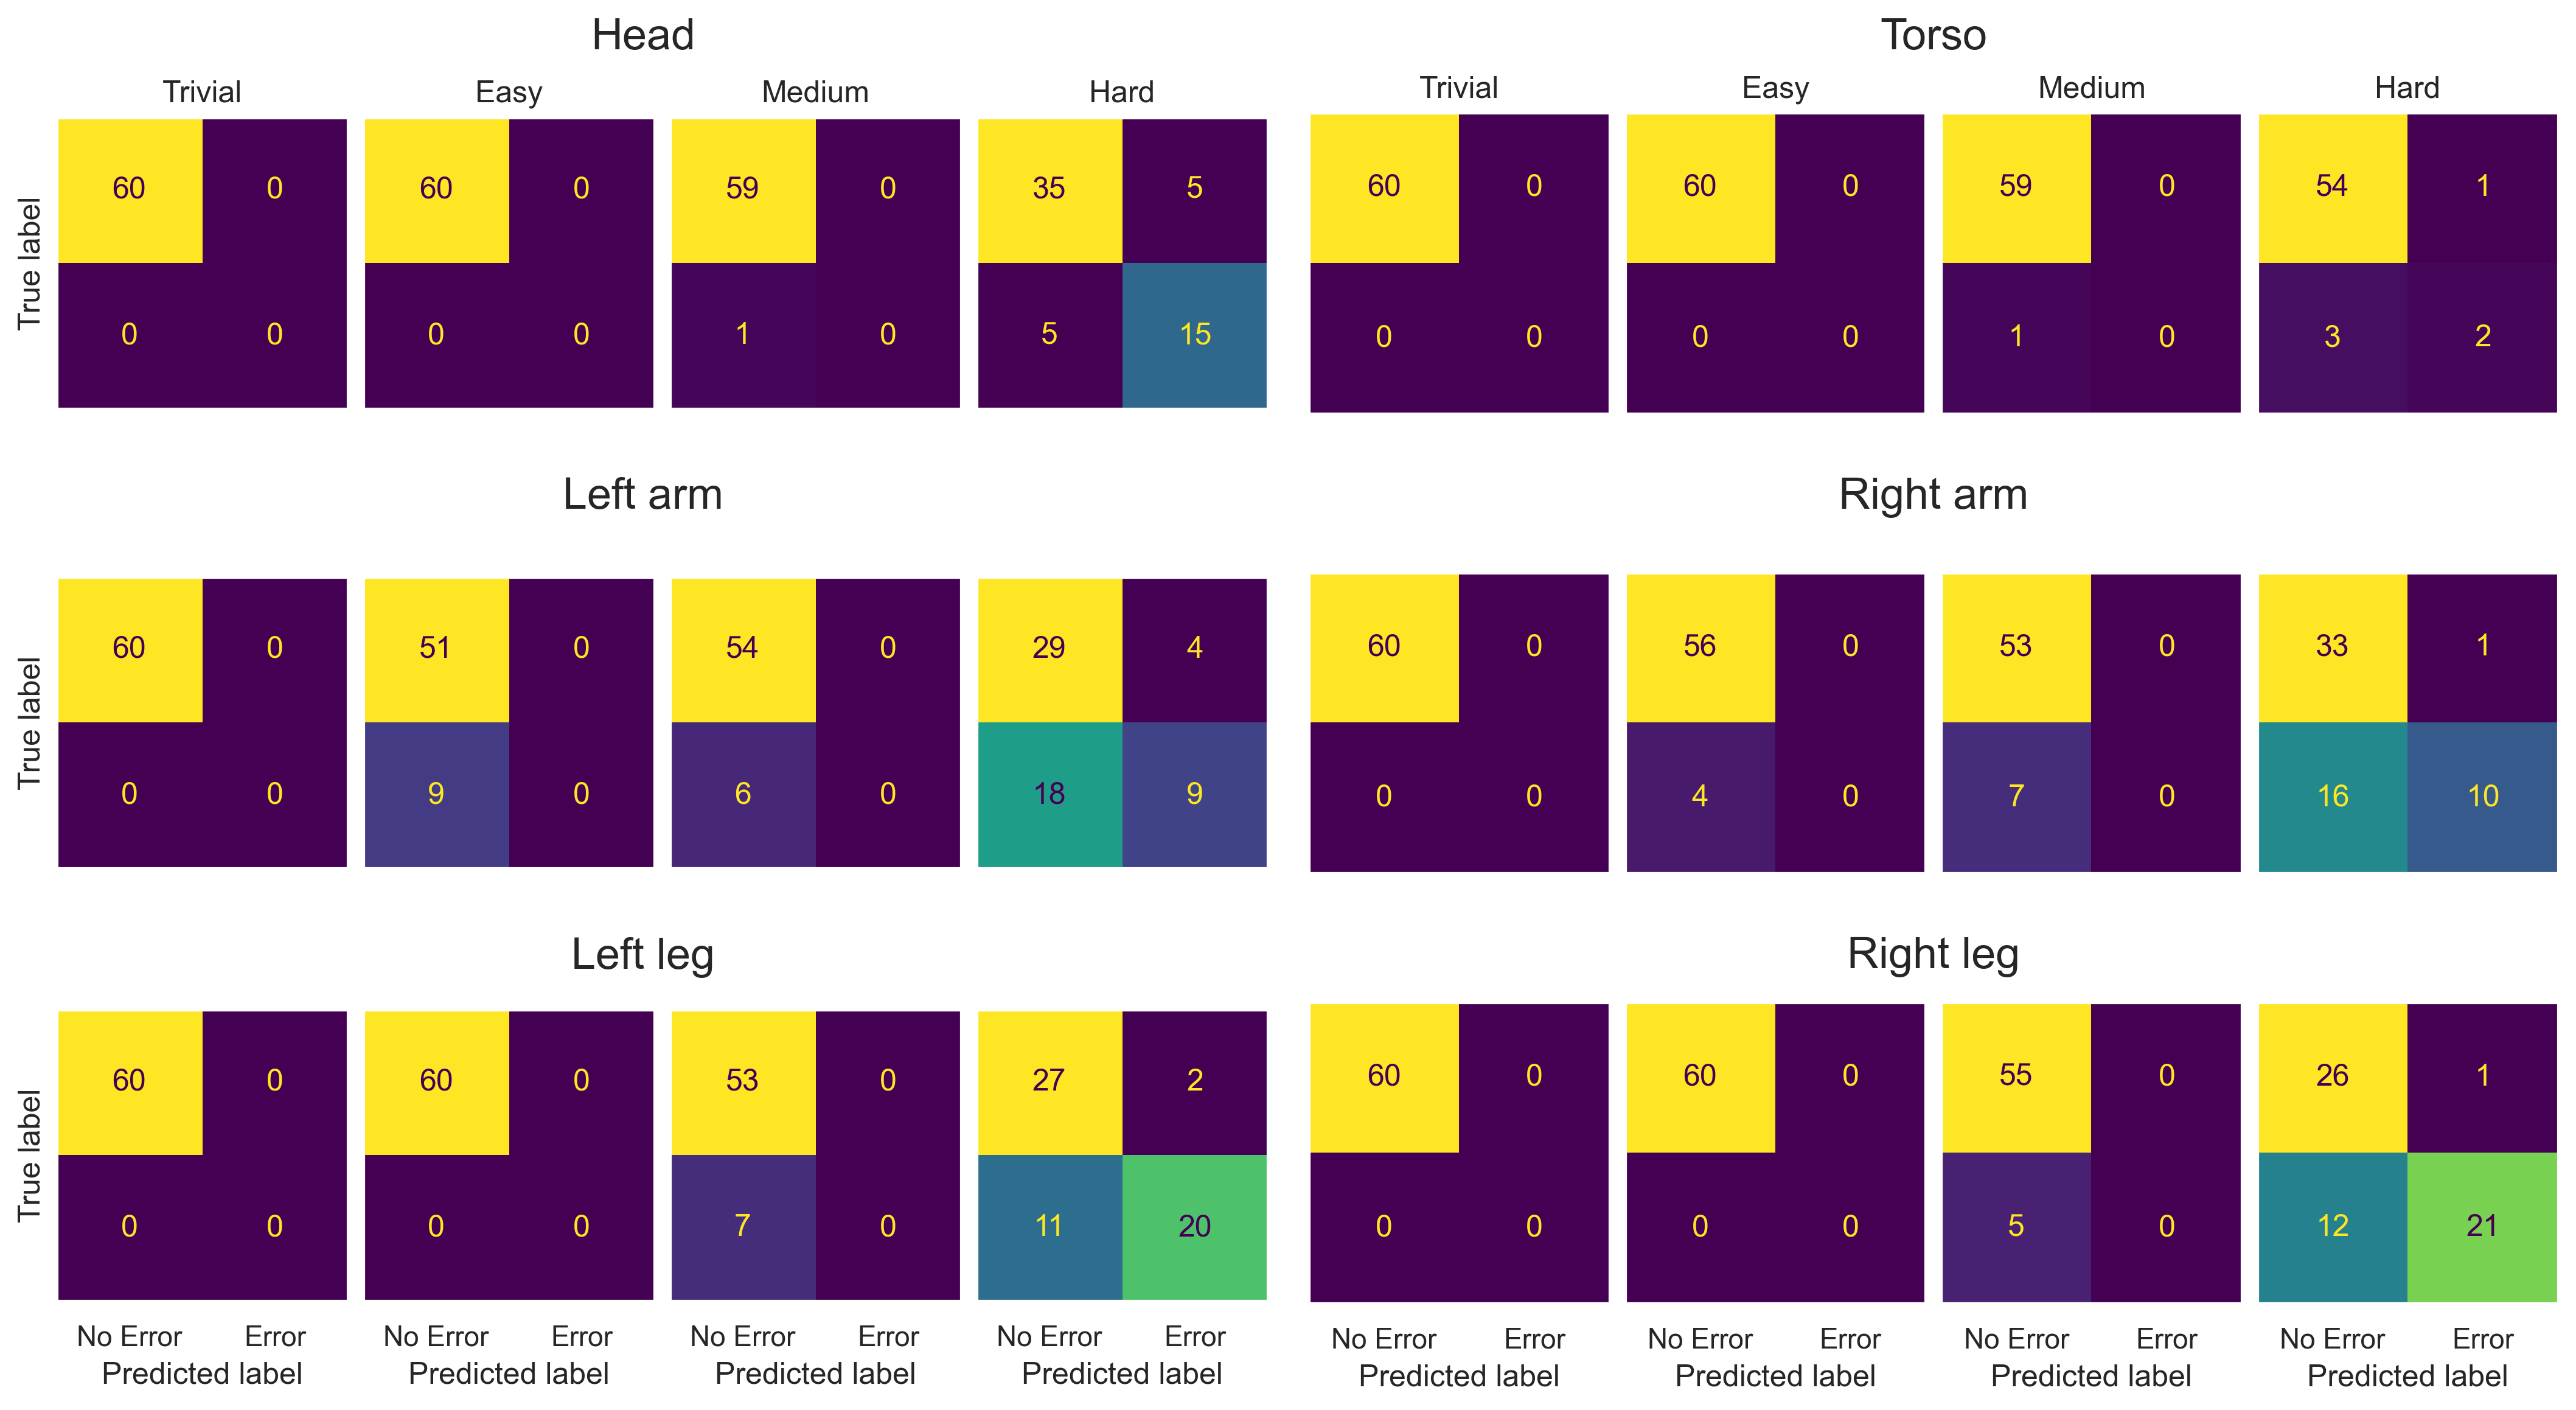 Head
Torso
Trivial Easy Medium Hard
Trivial Easy Medium Hard
True label
60 0 60 0 59 0 35 5
60 0 60 0 59 0 54 1
0 0 0 0 1 0 5 15
0 0 0 0 1 0 3 2
Left arm
Right arm
True label
60 0 51 0 54 0 29 4
60 0 56 0 53 0 33 1
0 0 9 0 6 0 18 9
0 0 4 0 7 0 16 10
Left leg
Right leg
True label
60 0 60 0 53 0 27 2
60 0 60 0 55 0 26 1
0 0 0 0 7 0 11 20
0 0 0 0 5 0 12 21
No Error Error No Error Error No Error Error No Error Error
No Error Error No Error Error No Error Error No Error Error
Predicted label Predicted label Predicted label Predicted label
Predicted label Predicted label Predicted label Predicted label